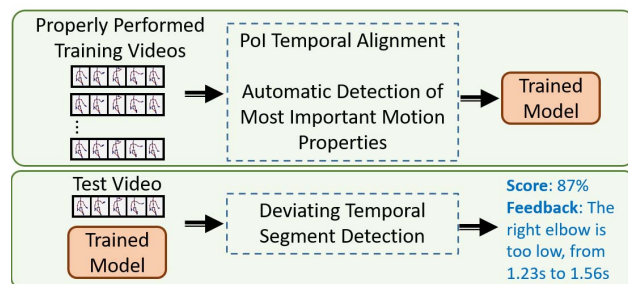 Properly Performed
Training Videos
PoI Temporal Alignment
Automatic Detection of
Most Important Motion
Properties
Trained
Model
Test Video
Trained
Model
Deviating Temporal
Segment Detection
Score: 87%
Feedback: The
right elbow is
too low, from
1.23s to 1.56s